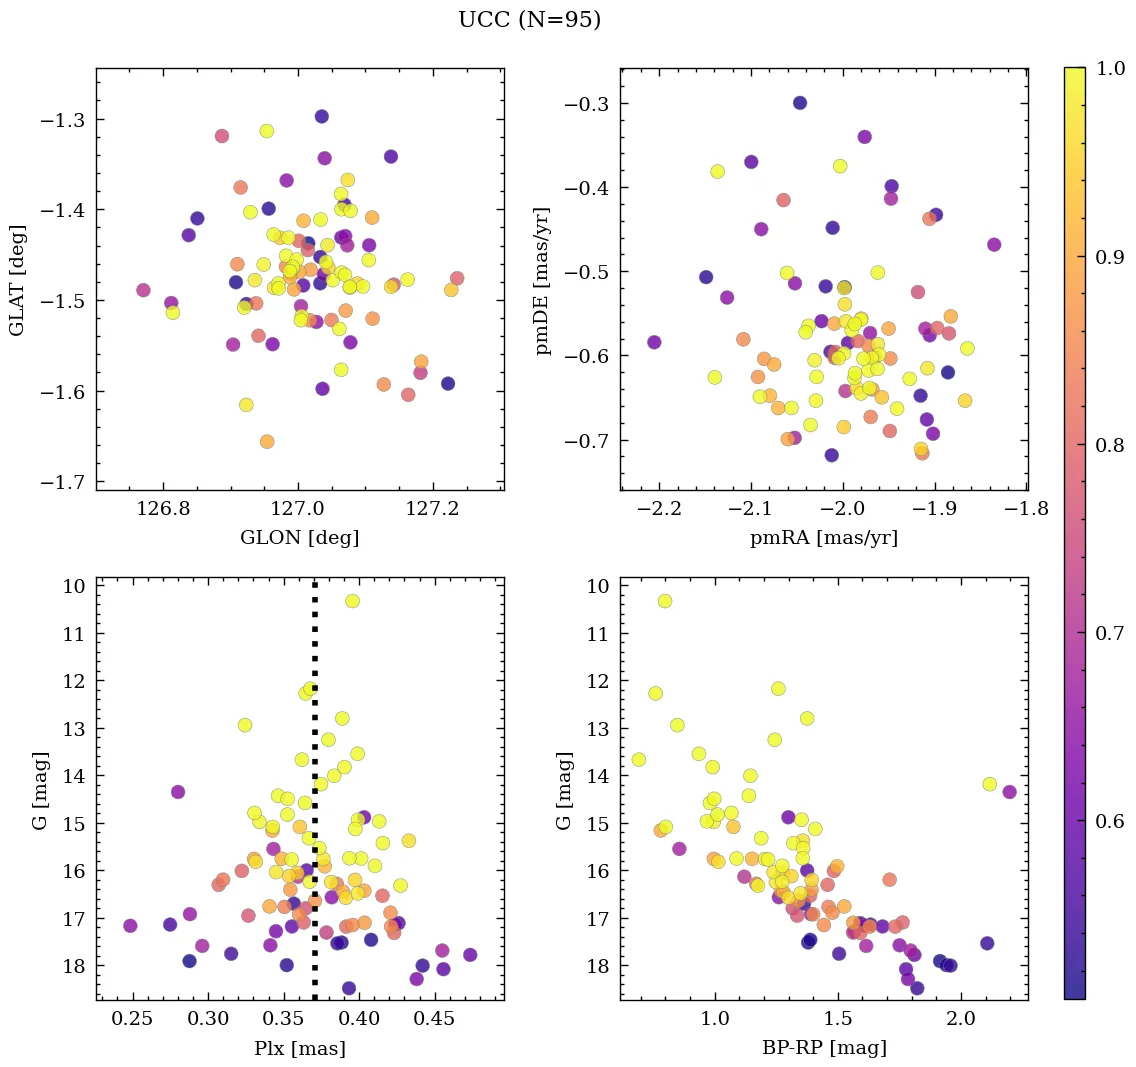 UCC (N=95)
−1.3
−1.4
−1.5
−1.6
−1.7
GLAT [deg]
126.8 127.0 127.2
GLON [deg]
−0.3
−0.4
−0.5
−0.6
−0.7
pmDE [mas/yr]
−2.2 −2.1 −2.0 −1.9 −1.8
pmRA [mas/yr]
1.0
0.9
0.8
0.7
0.6
10
11
12
13
14
15
16
17
18
G [mag]
0.25 0.30 0.35 0.40 0.45
Plx [mas]
10
11
12
13
14
15
16
17
18
G [mag]
1.0 1.5 2.0
BP-RP [mag]